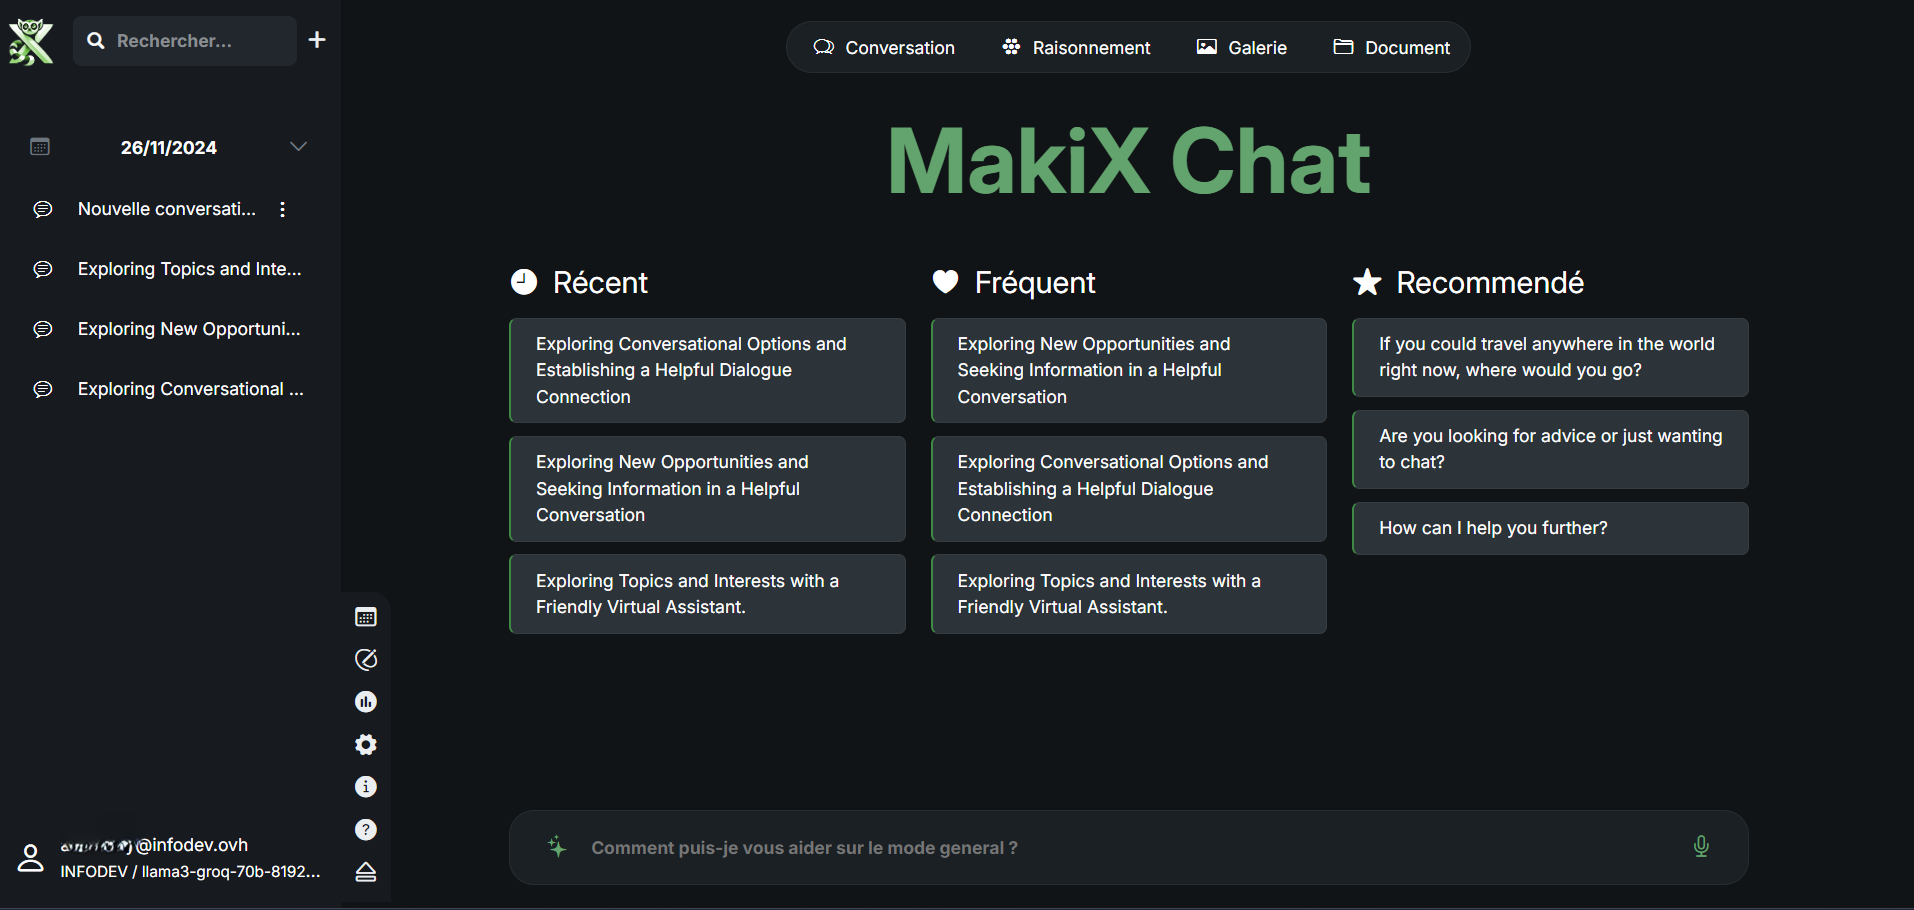 Rechercher...
26/11/2024
Nouvelle conversati...
Exploring Topics and Inte...
Exploring New Opportuni...
Exploring Conversational ...
@infodev.ovh
INFODEV / llama3-groq-70b-8192...
Conversation
Raisonnement
Galerie
Document
MakiX Chat
Récent
Exploring Conversational Options and
Establishing a Helpful Dialogue
Connection
Exploring New Opportunities and
Seeking Information in a Helpful
Conversation
Exploring Topics and Interests with a
Friendly Virtual Assistant.
Fréquent
Exploring New Opportunities and
Seeking Information in a Helpful
Conversation
Exploring Conversational Options and
Establishing a Helpful Dialogue
Connection
Exploring Topics and Interests with a
Friendly Virtual Assistant.
Recommendé
If you could travel anywhere in the world
right now, where would you go?
Are you looking for advice or just wanting
to chat?
How can I help you further?
Comment puis-je vous aider sur le mode general ?